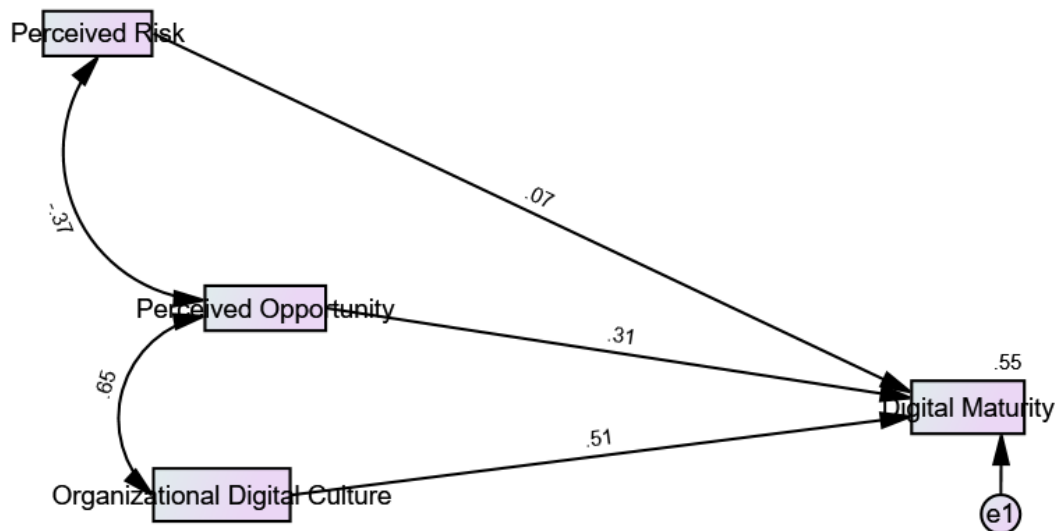 Perceived Risk
.07
-.37
Perceived Opportunity
.31
.55
.65
Digital Maturity
.51
Organizational Digital Culture
e1